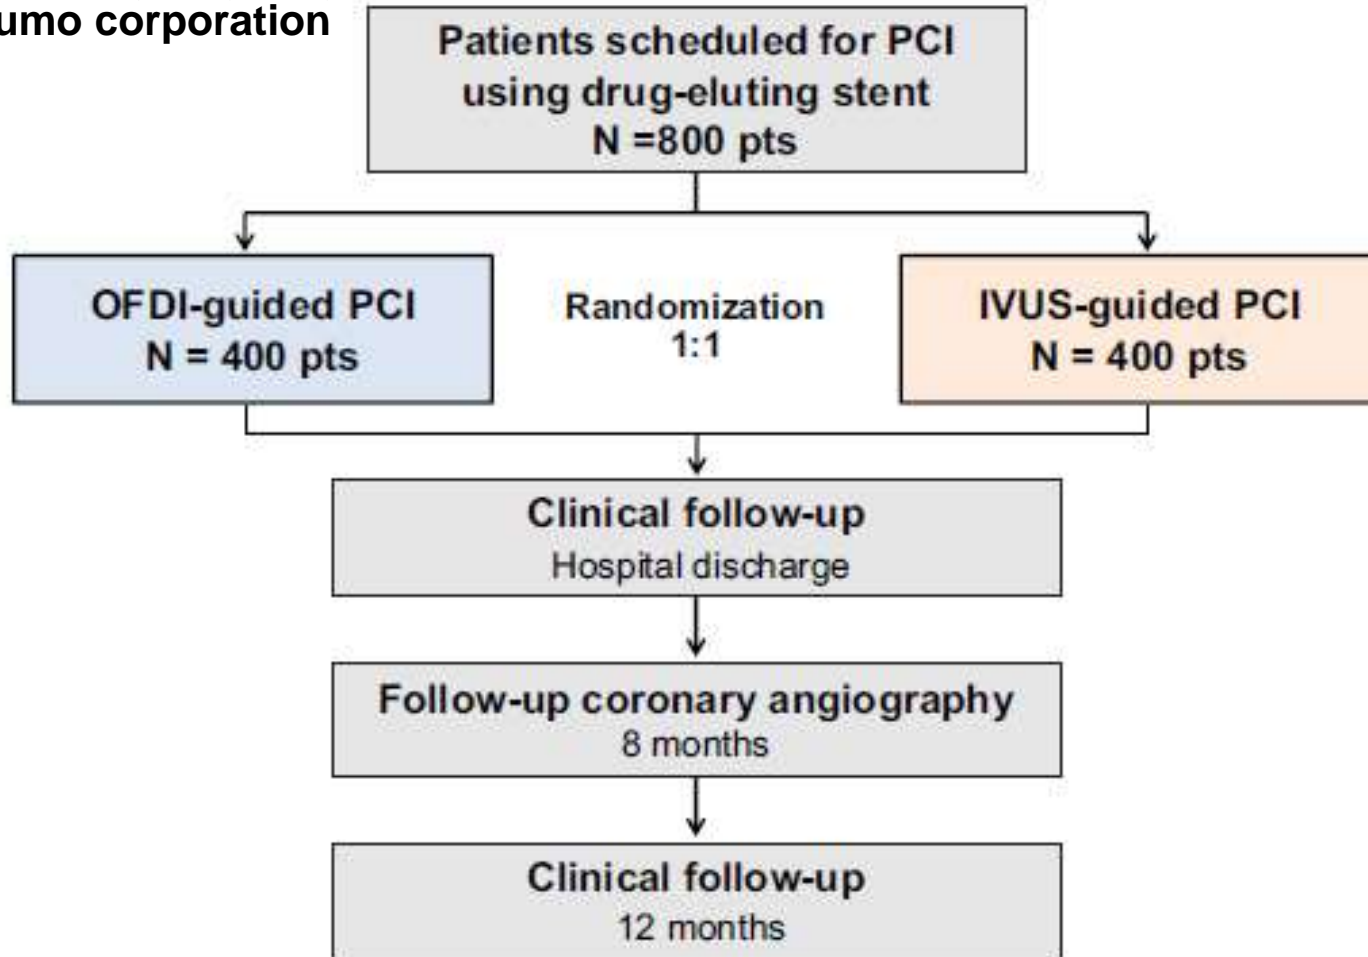 corporation
Patients scheduled for PCI
using drug-eluting stent
N =800 pts
OFDI-guided PCI
N = 400 pts
Randomization
1:1
IVUS-guided PCI
N = 400 pts
Clinical follow-up
Hospital discharge
Follow-up coronary angiography
8 months
Clinical follow-up
12 months